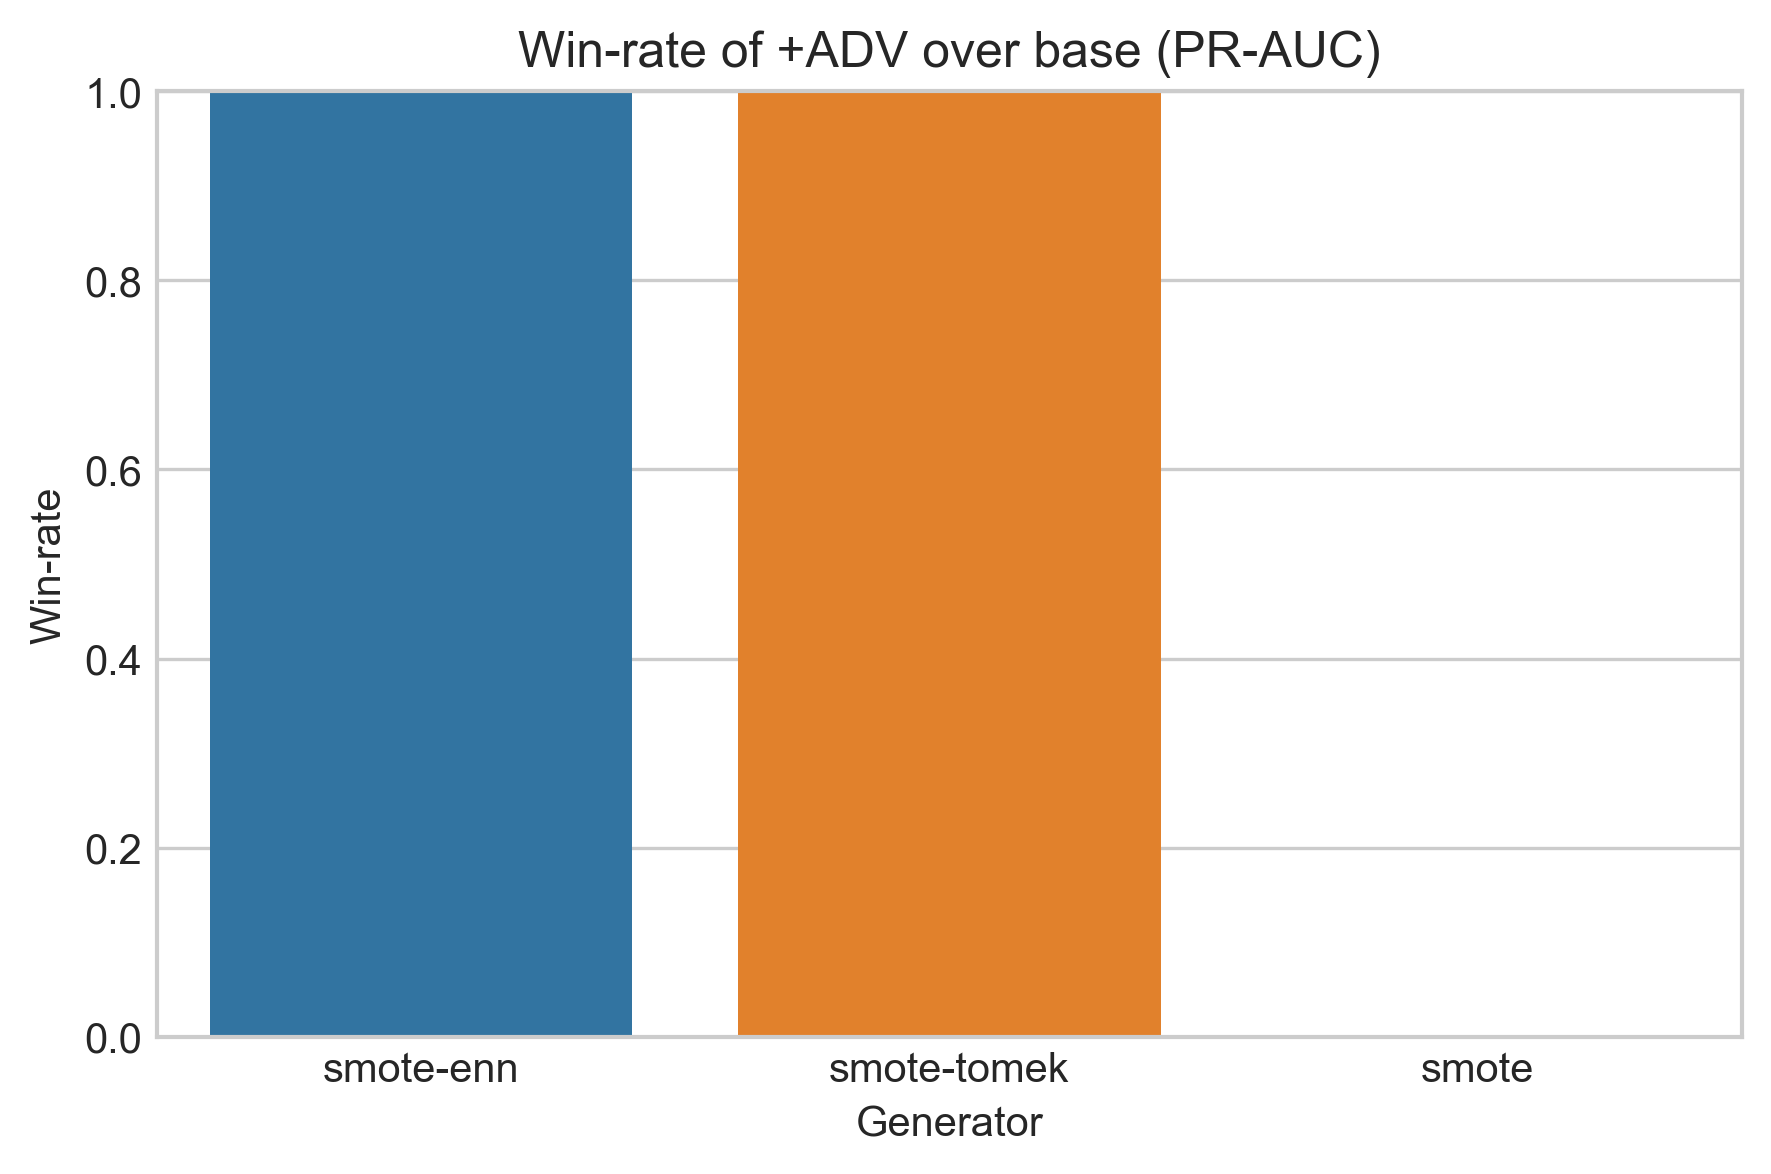 Win-rate of +ADV over base (PR-AUC)
1.0
0.8
0.6
0.4
0.2
0.0
Win-rate
smote-enn smote-tomek smote
Generator